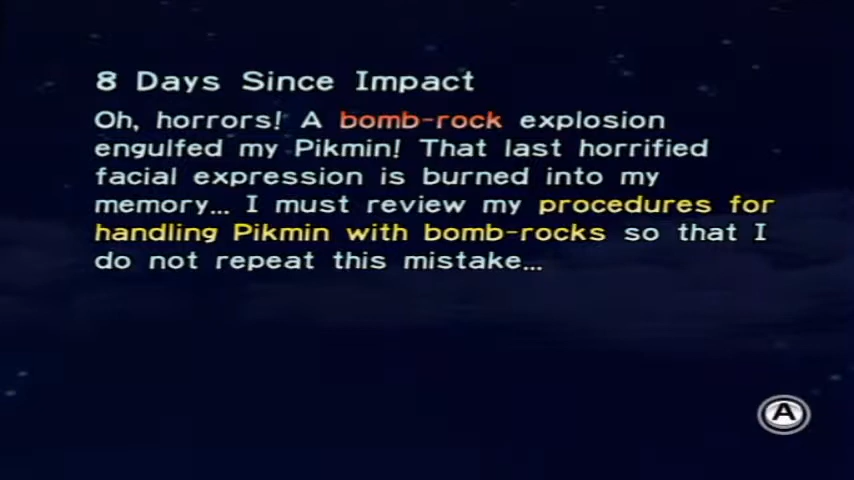 8 Days Since Impact
Oh, horrors! A bomb-rock explosion
engulfed my Pikmin! That last horrified
facial expression is burned into my
memory... I must review my procedures for
handling Pikmin with bomb-rocks so that I
do not repeat this mistake...
A